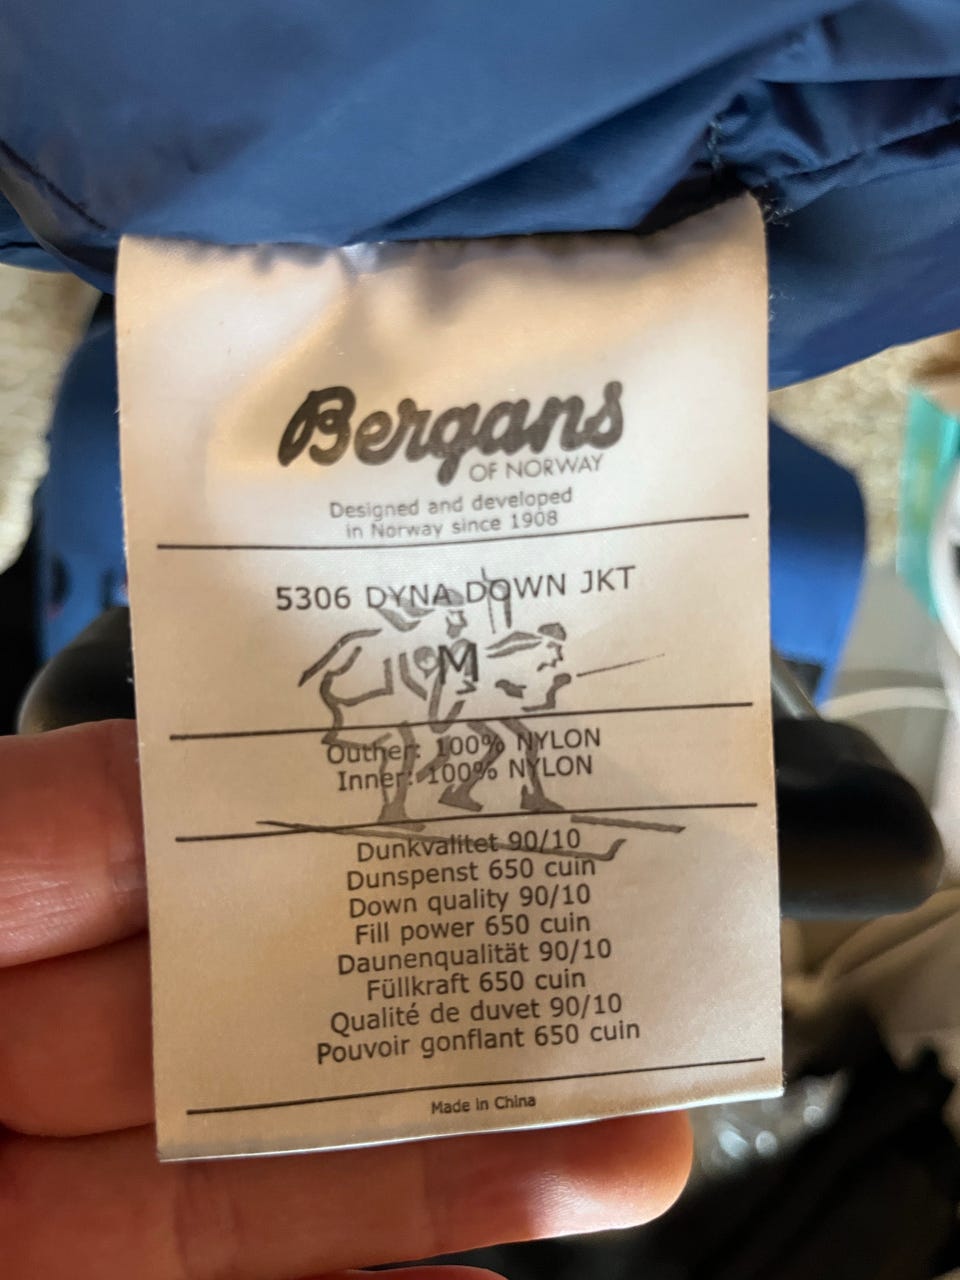 Bergans
OF NORWAY
Designed and developed
in Norway since 1908
5306 DYNA DOWN JKT
M
Outher: 100% NYLON
Inner: 100% NYLON
Dunkvalitet 90/10
Dunspenst 650 cuin
Down quality 90/10
Fill power 650 cuin
Daunenqualität 90/10
Füllkraft 650 cuin
Qualité de duvet 90/10
Pouvoir gonflant 650 cuin
Made in China